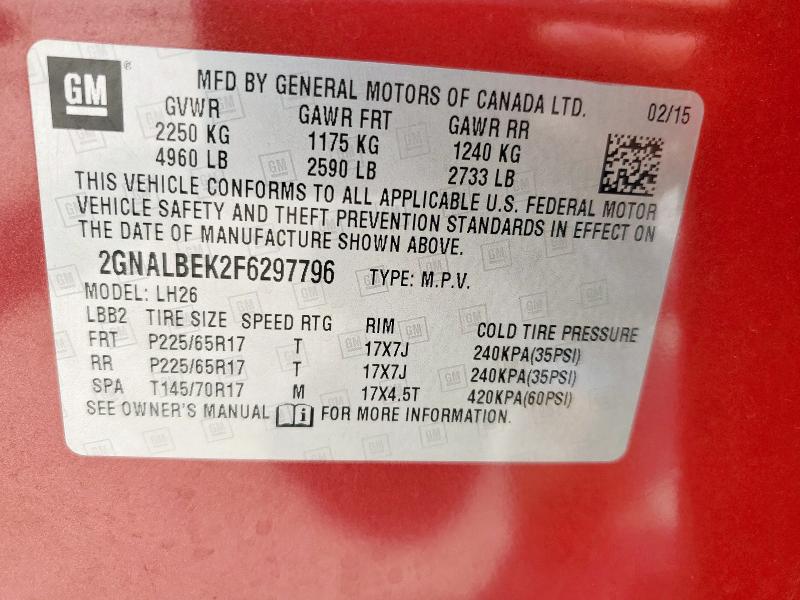 GM ® MFD BY GENERAL MOTORS OF CANADA LTD. 02/15
GVWR GAWR FRT GAWR RR
2250 KG 1175 KG 1240 KG
4960 LB 2590 LB 2733 LB
THIS VEHICLE CONFORMS TO ALL APPLICABLE U.S. FEDERAL MOTOR
VEHICLE SAFETY AND THEFT PREVENTION STANDARDS IN EFFECT ON
THE DATE OF MANUFACTURE SHOWN ABOVE.
2GNALBEK2F6297796 TYPE: M.P.V.
MODEL: LH26
LBB2 TIRE SIZE SPEED RTG RIM COLD TIRE PRESSURE
FRT P225/65R17 T 17X7J 240KPA(35PSI)
RR P225/65R17 T 17X7J 240KPA(35PSI)
SPA T145/70R17 M 17X4.5T 420KPA(60PSI)
SEE OWNER'S MANUAL FOR MORE INFORMATION.